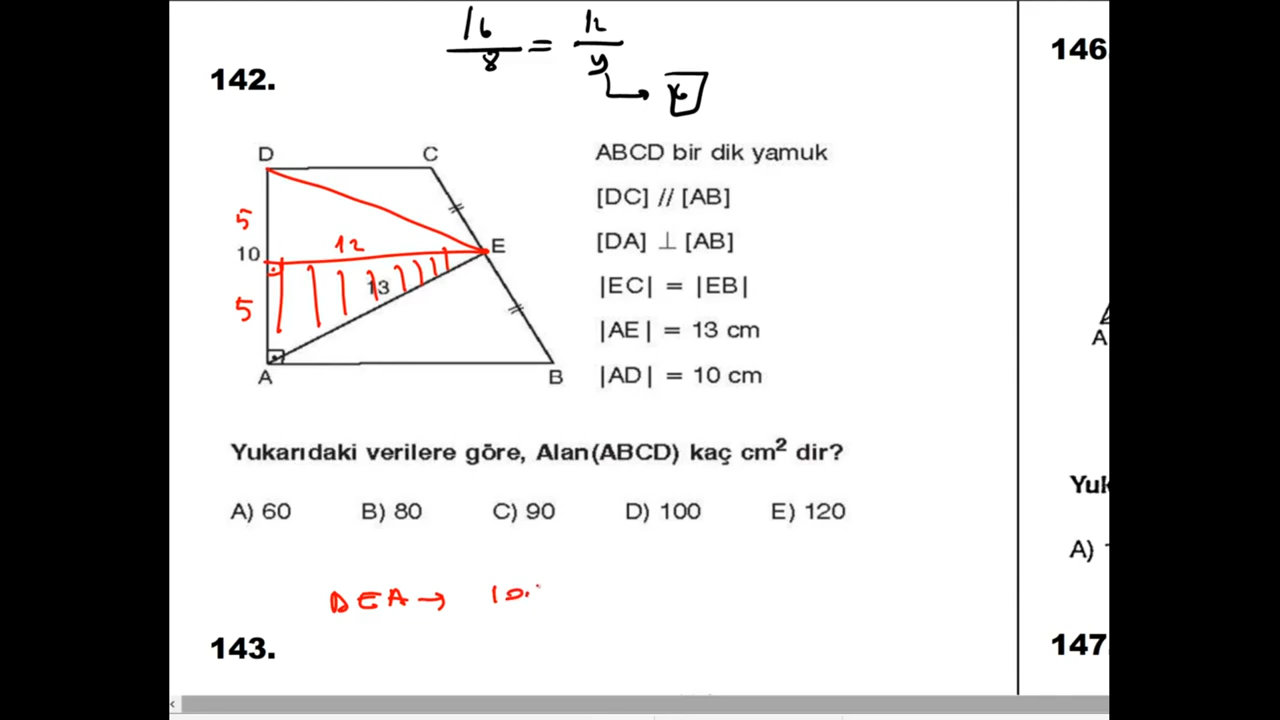 16/8 = 12/y
142.
146.
D C
ABCD bir dik yamuk
[DC] // [AB]
5
12
10
E
[DA] ⊥ [AB]
13
|EC| = |EB|
5
|AE| = 13 cm
A
A B
|AD| = 10 cm
Yukarıdaki verilere göre, Alan(ABCD) kaç cm² dir?
Yuk
A) 60 B) 80 C) 90 D) 100 E) 120
A)
DEA → 10.
143.
147.